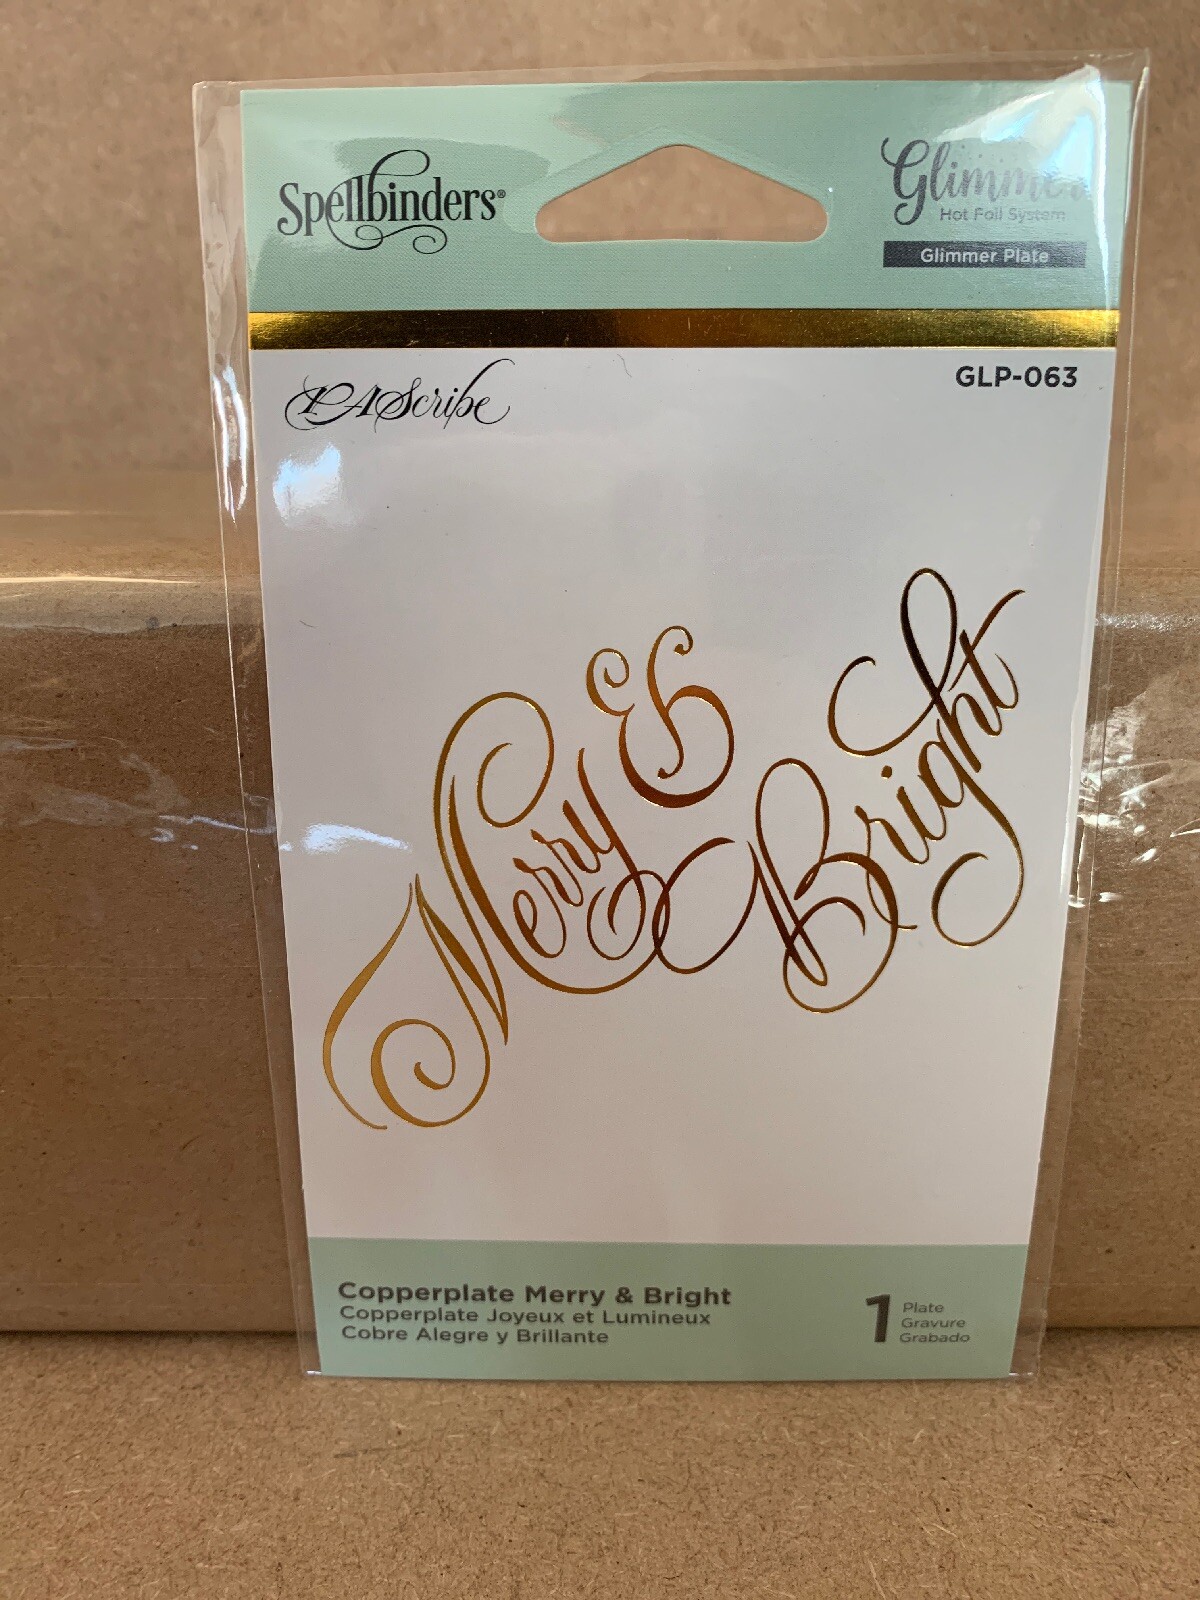 Spellbinders®
Glimmer
Hot Foil System
Glimmer Plate
PAScribe
GLP-063
Merry &
Bright
Copperplate Merry & Bright
Copperplate Joyeux et Lumineux
Cobre Alegre y Brillante
1 Plate
Gravure
Grabado